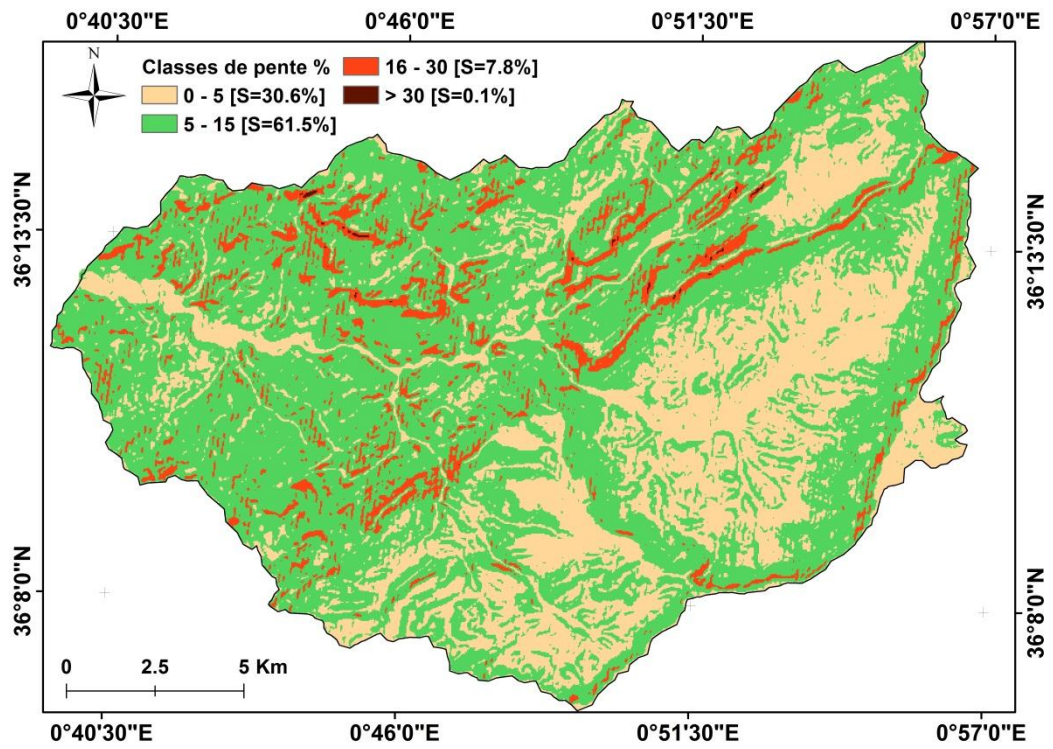 0°40'30"E 0°46'0"E 0°51'30"E 0°57'0"E
N
Classes de pente %
0 - 5 [S=30.6%]
5 - 15 [S=61.5%]
16 - 30 [S=7.8%]
> 30 [S=0.1%]
36°13'30"N
36°13'30"N
36°8'0"N
36°8'0"N
0 2.5 5 Km
0°40'30"E 0°46'0"E 0°51'30"E 0°57'0"E